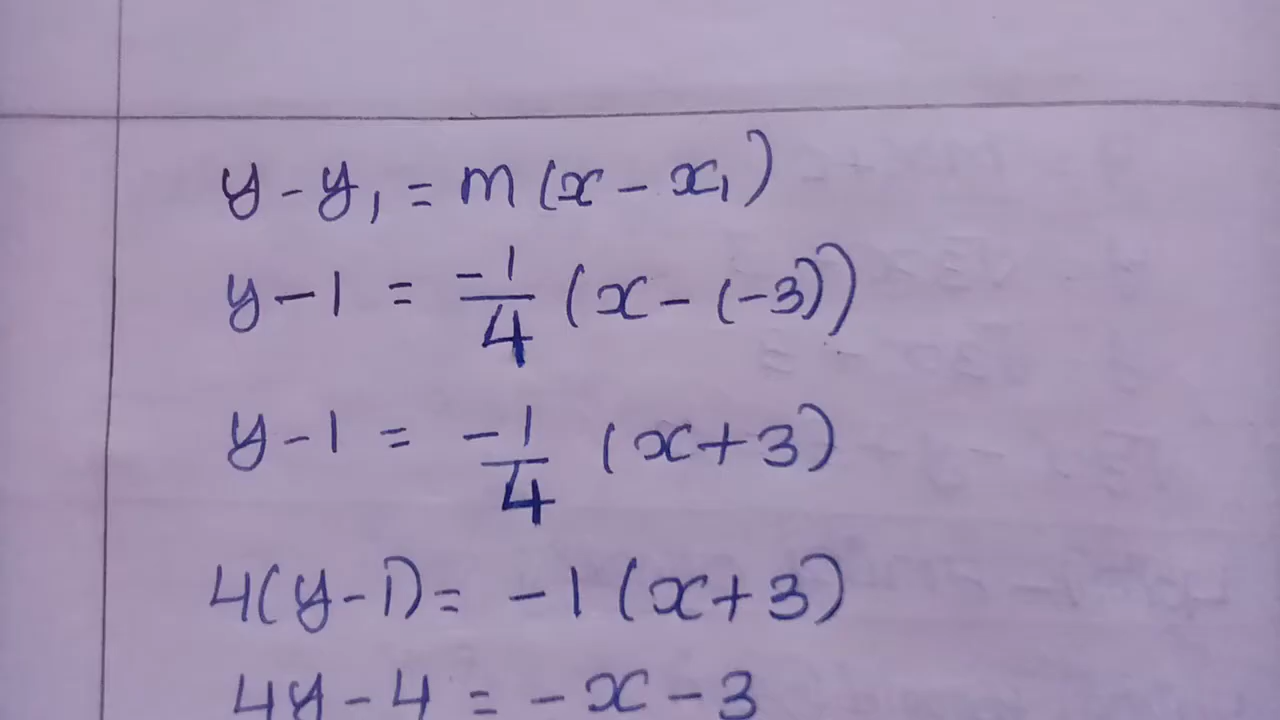 y - y₁ = m (x - x₁)
y - 1 = -1/4 (x - (-3))
y - 1 = -1/4 (x + 3)
4(y - 1) = -1 (x + 3)
4y - 4 = -x - 3